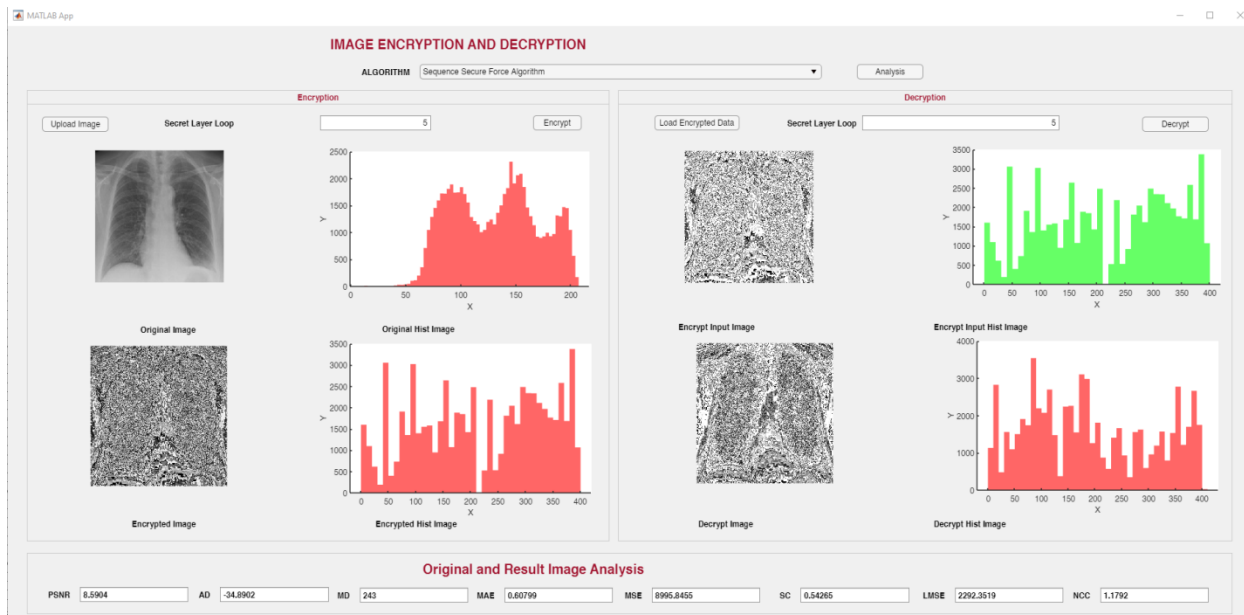 MATLAB App
IMAGE ENCRYPTION AND DECRYPTION
ALGORITHM Sequence Secure Force Algorithm Analysis
Encryption
Upload Image Secret Layer Loop 5 Encrypt
2500
2000
1500
1000
500
0
Y
0 50 100 150 200
X
Original Image Original Hist Image
3500
3000
2500
2000
1500
1000
500
0
Y
0 50 100 150 200 250 300 350 400
X
Encrypted Image Encrypted Hist Image
Decryption
Load Encrypted Data Secret Layer Loop 5 Decrypt
3500
3000
2500
2000
1500
1000
500
0
Y
0 50 100 150 200 250 300 350 400
X
Encrypt Input Image Encrypt Input Hist Image
4000
3000
2000
1000
0
Y
0 50 100 150 200 250 300 350 400
X
Decrypt Image Decrypt Hist Image
Original and Result Image Analysis
PSNR 8.5904 AD -34.8902 MD 243 MAE 0.60799 MSE 8995.8455 SC 0.54265 LMSE 2292.3519 NCC 1.1792